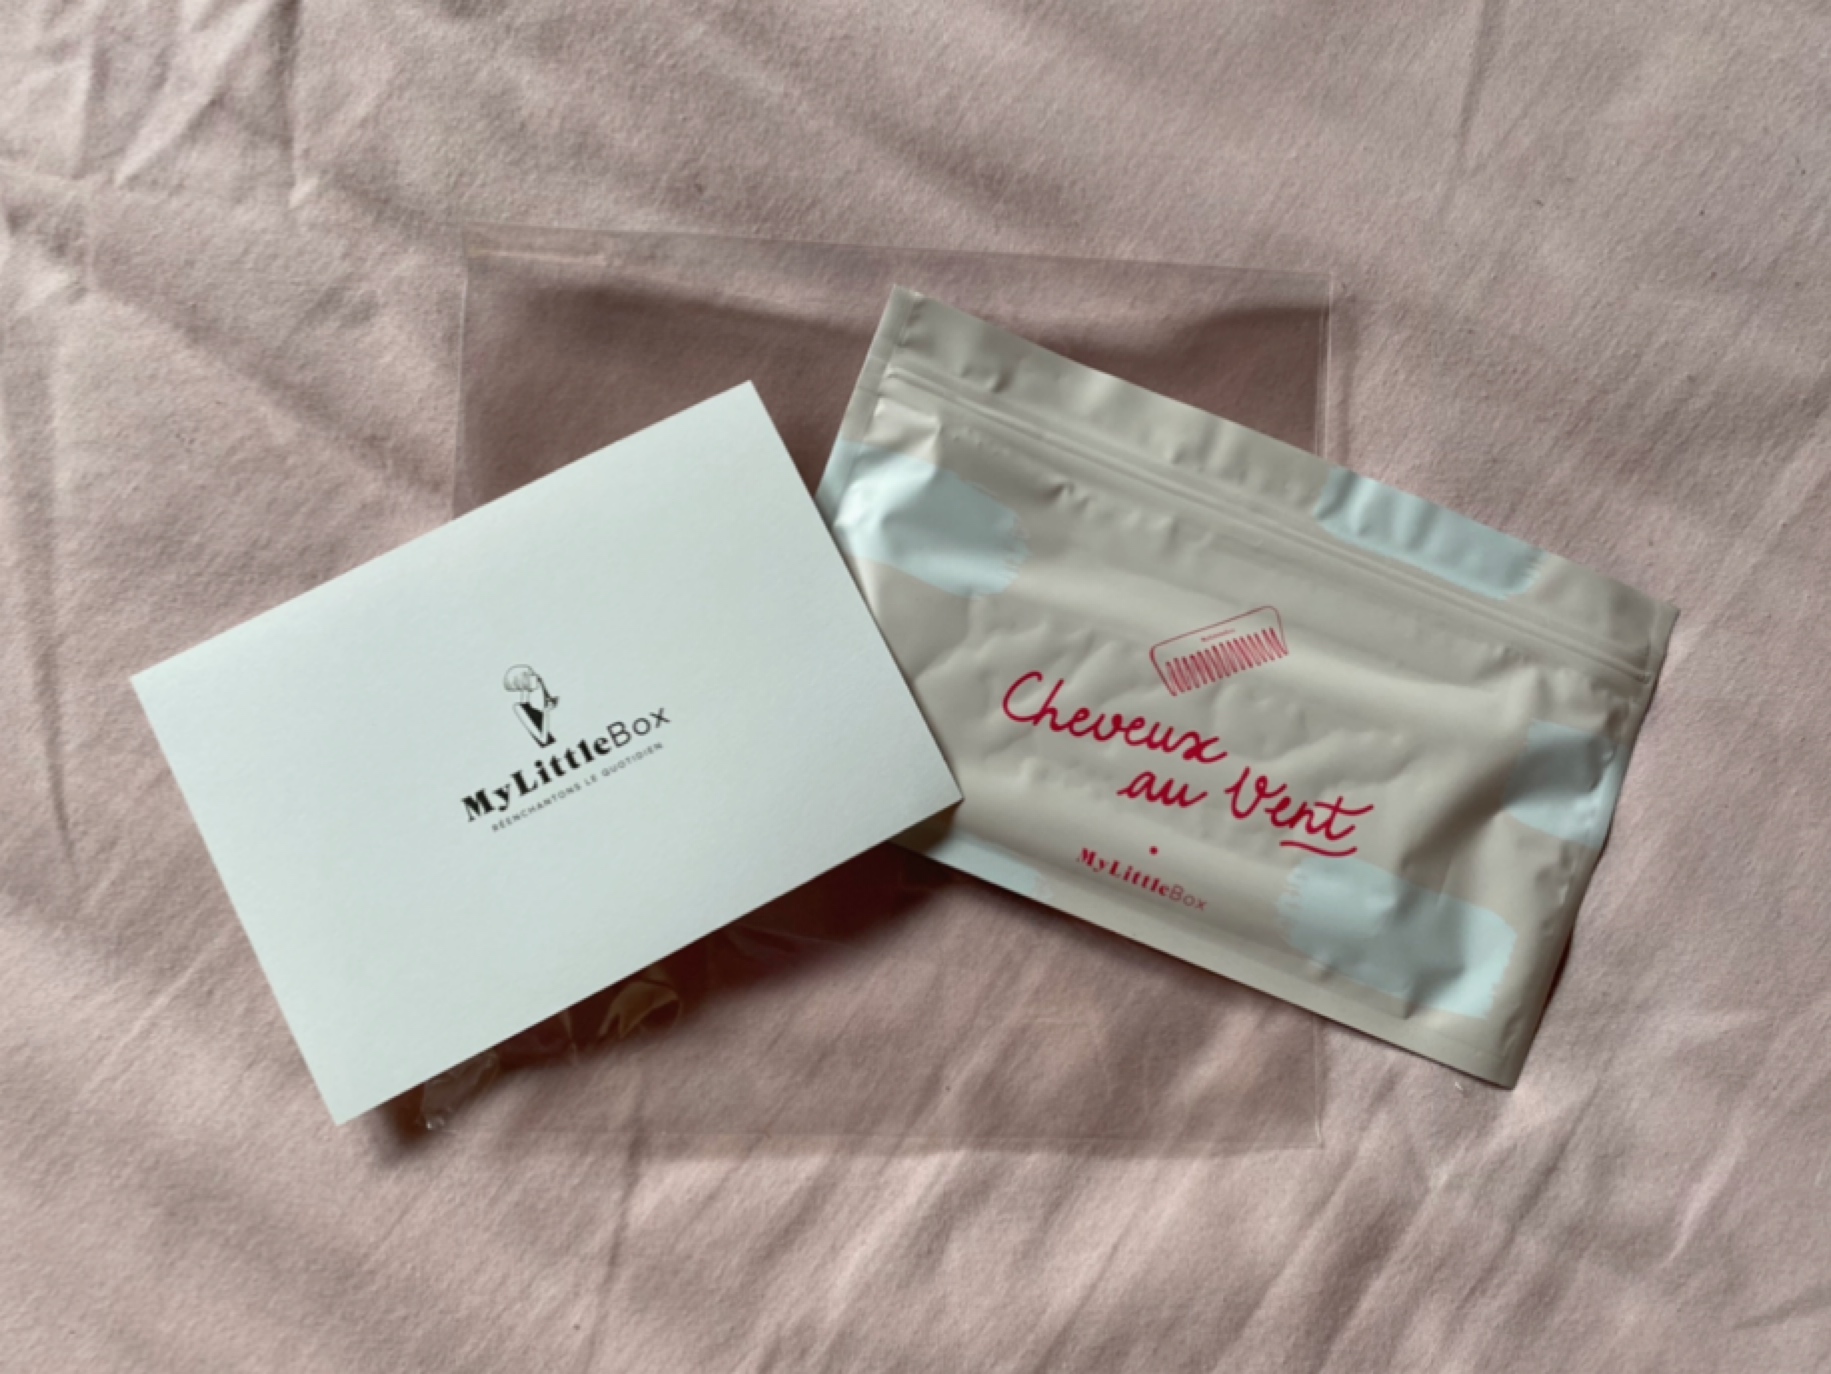 MyLittleBox
RÉENCHANTONS LE QUOTIDIEN
Cheveux
au Vent
MyLittleBox